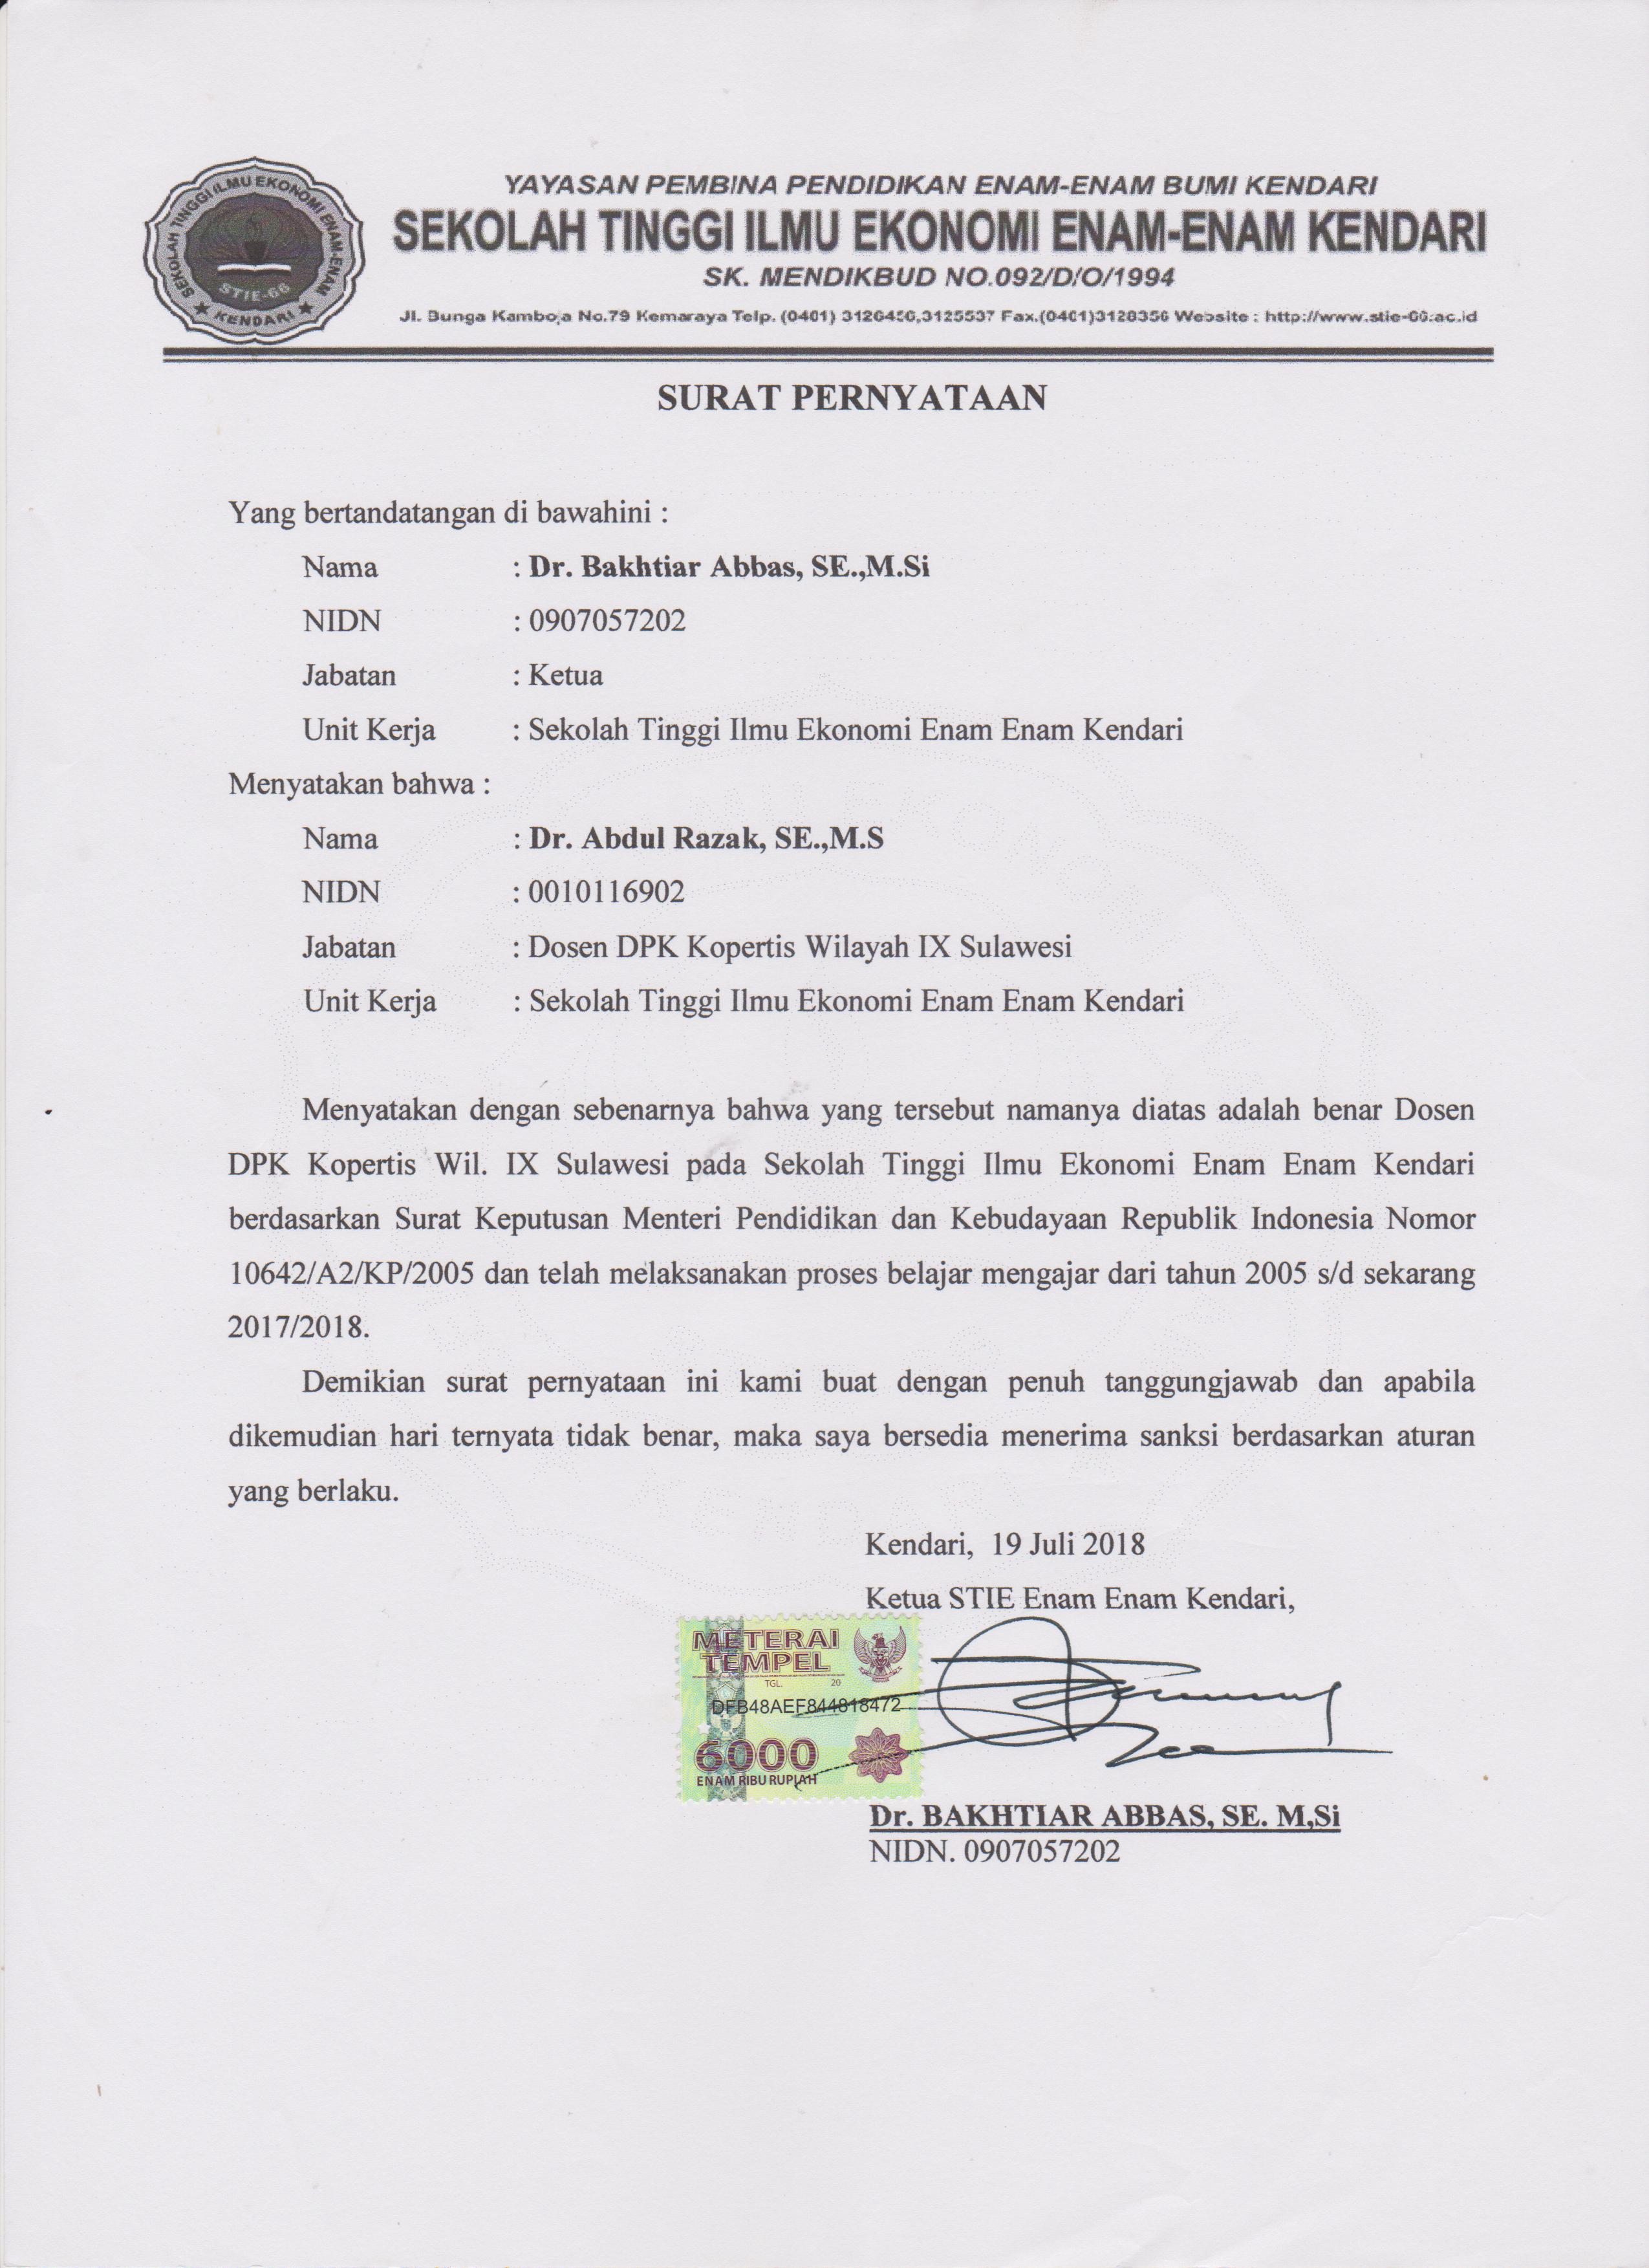 SEKOLAH TINGGI ILMU EKONOMI ENAM-ENAM
STIE-66
KENDARI
YAYASAN PEMBINA PENDIDIKAN ENAM-ENAM BUMI KENDARI
SEKOLAH TINGGI ILMU EKONOMI ENAM-ENAM KENDARI
SK. MENDIKBUD NO.092/D/O/1994
Jl. Bunga Kamboja No.79 Kemaraya Telp. (0401) 3126456,3125537 Fax.(0401)3128356 Website : http://www.stie-66.ac.id
SURAT PERNYATAAN
Yang bertandatangan di bawahini :
Nama : Dr. Bakhtiar Abbas, SE.,M.Si
NIDN : 0907057202
Jabatan : Ketua
Unit Kerja : Sekolah Tinggi Ilmu Ekonomi Enam Enam Kendari
Menyatakan bahwa :
Nama : Dr. Abdul Razak, SE.,M.S
NIDN : 0010116902
Jabatan : Dosen DPK Kopertis Wilayah IX Sulawesi
Unit Kerja : Sekolah Tinggi Ilmu Ekonomi Enam Enam Kendari
Menyatakan dengan sebenarnya bahwa yang tersebut namanya diatas adalah benar Dosen
DPK Kopertis Wil. IX Sulawesi pada Sekolah Tinggi Ilmu Ekonomi Enam Enam Kendari
berdasarkan Surat Keputusan Menteri Pendidikan dan Kebudayaan Republik Indonesia Nomor
10642/A2/KP/2005 dan telah melaksanakan proses belajar mengajar dari tahun 2005 s/d sekarang
2017/2018.
Demikian surat pernyataan ini kami buat dengan penuh tanggungjawab dan apabila
dikemudian hari ternyata tidak benar, maka saya bersedia menerima sanksi berdasarkan aturan
yang berlaku.
Kendari, 19 Juli 2018
Ketua STIE Enam Enam Kendari,
METERAI
TEMPEL
TGL. 20
DFB48AEF844818472
6000
ENAM RIBU RUPIAH
Dr. BAKHTIAR ABBAS, SE. M,Si
NIDN. 0907057202